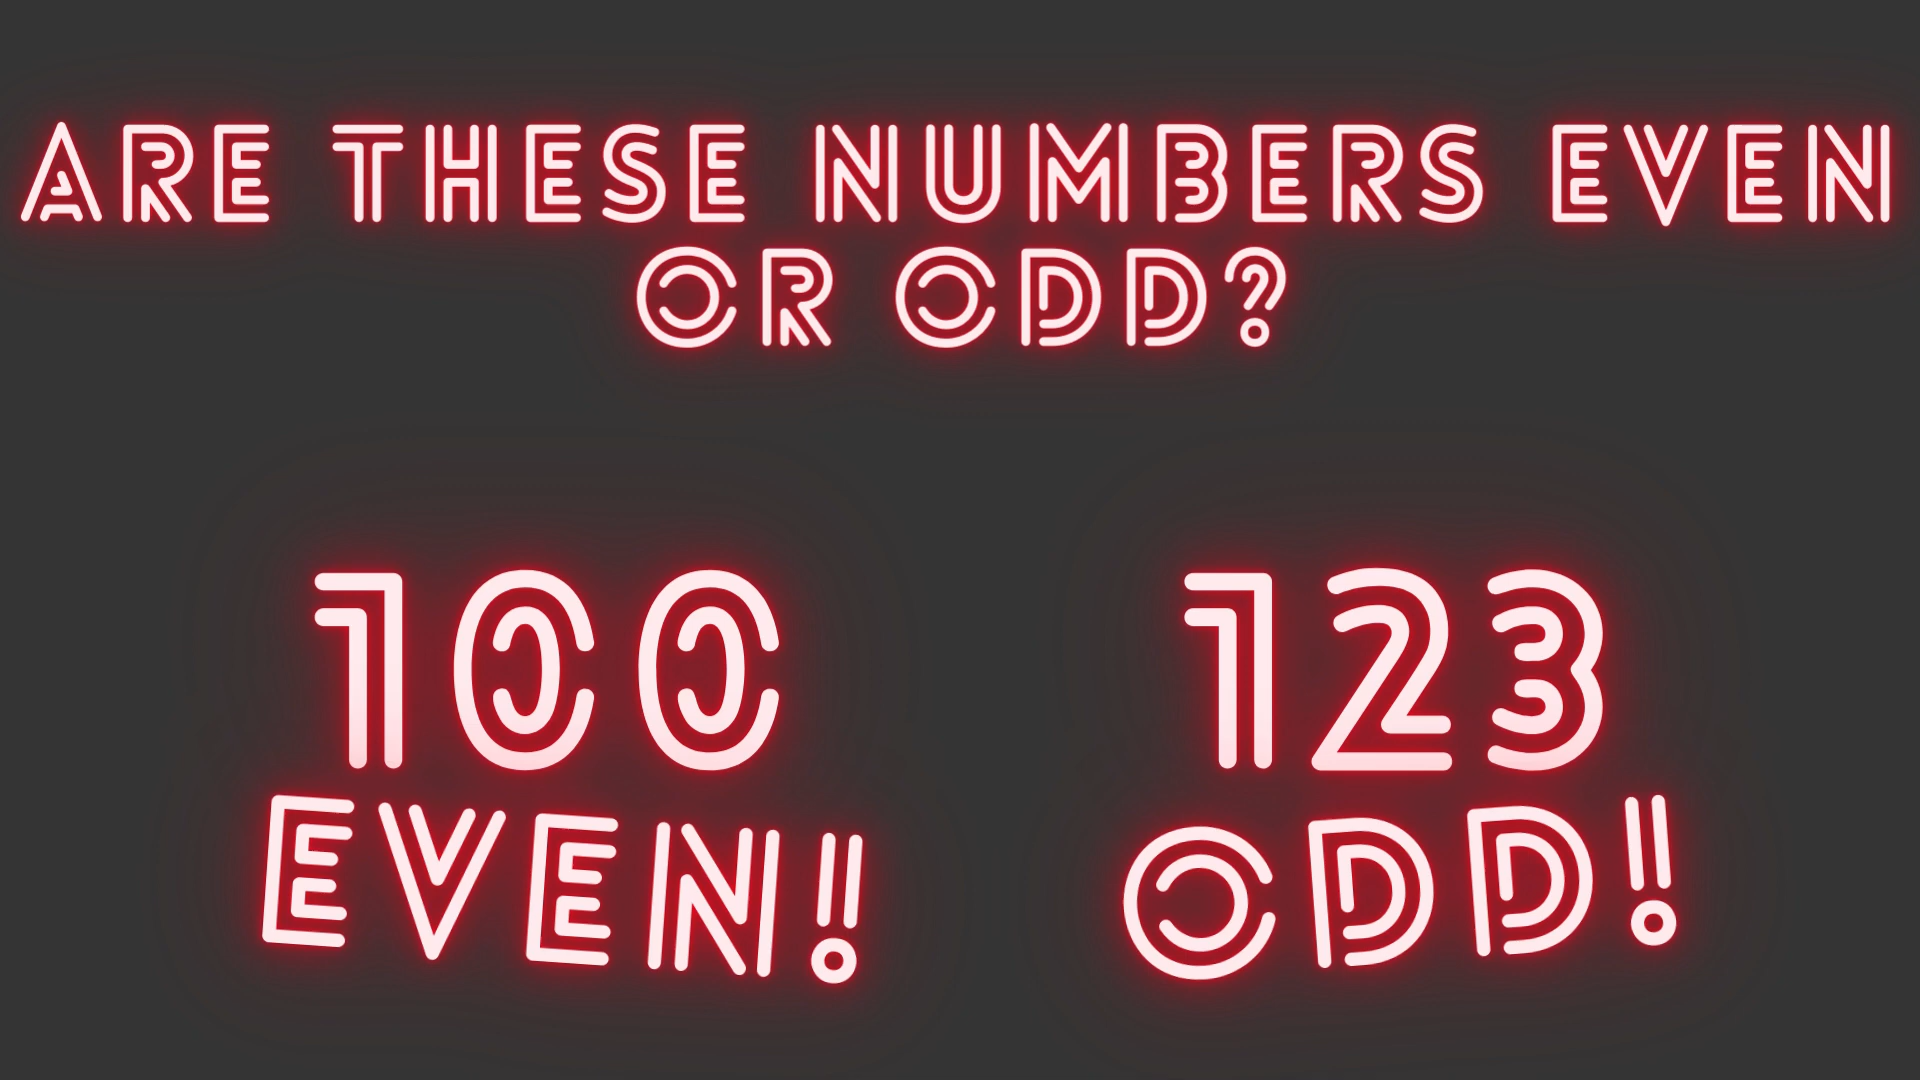 ARE THESE NUMBERS EVEN
OR ODD?
100
EVEN!
123
ODD!